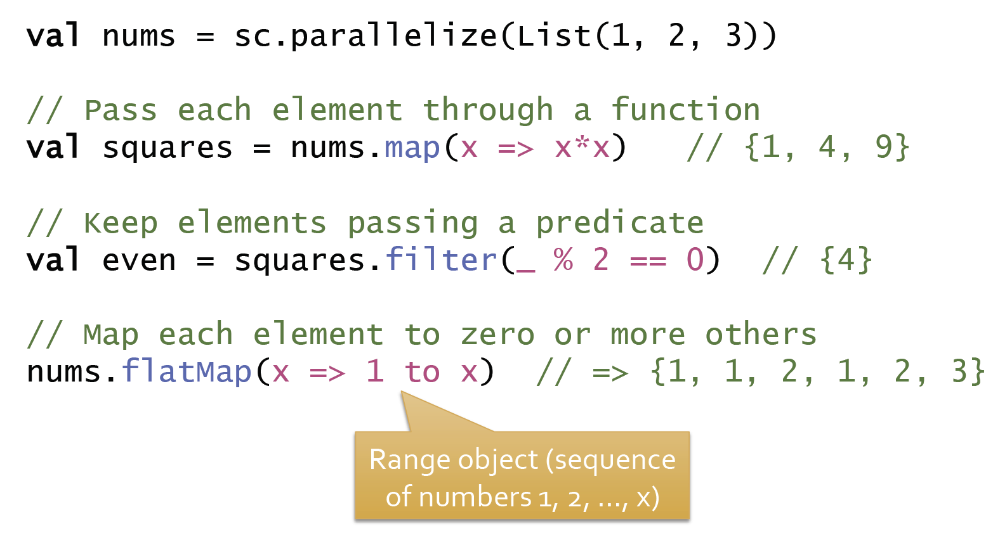 val nums = sc.parallelize(List(1, 2, 3))
// Pass each element through a function
val squares = nums.map(x => x*x)   // {1, 4, 9}
// Keep elements passing a predicate
val even = squares.filter(_ % 2 == 0)  // {4}
// Map each element to zero or more others
nums.flatMap(x => 1 to x)  // => {1, 1, 2, 1, 2, 3}
Range object (sequence
of numbers 1, 2, …, x)